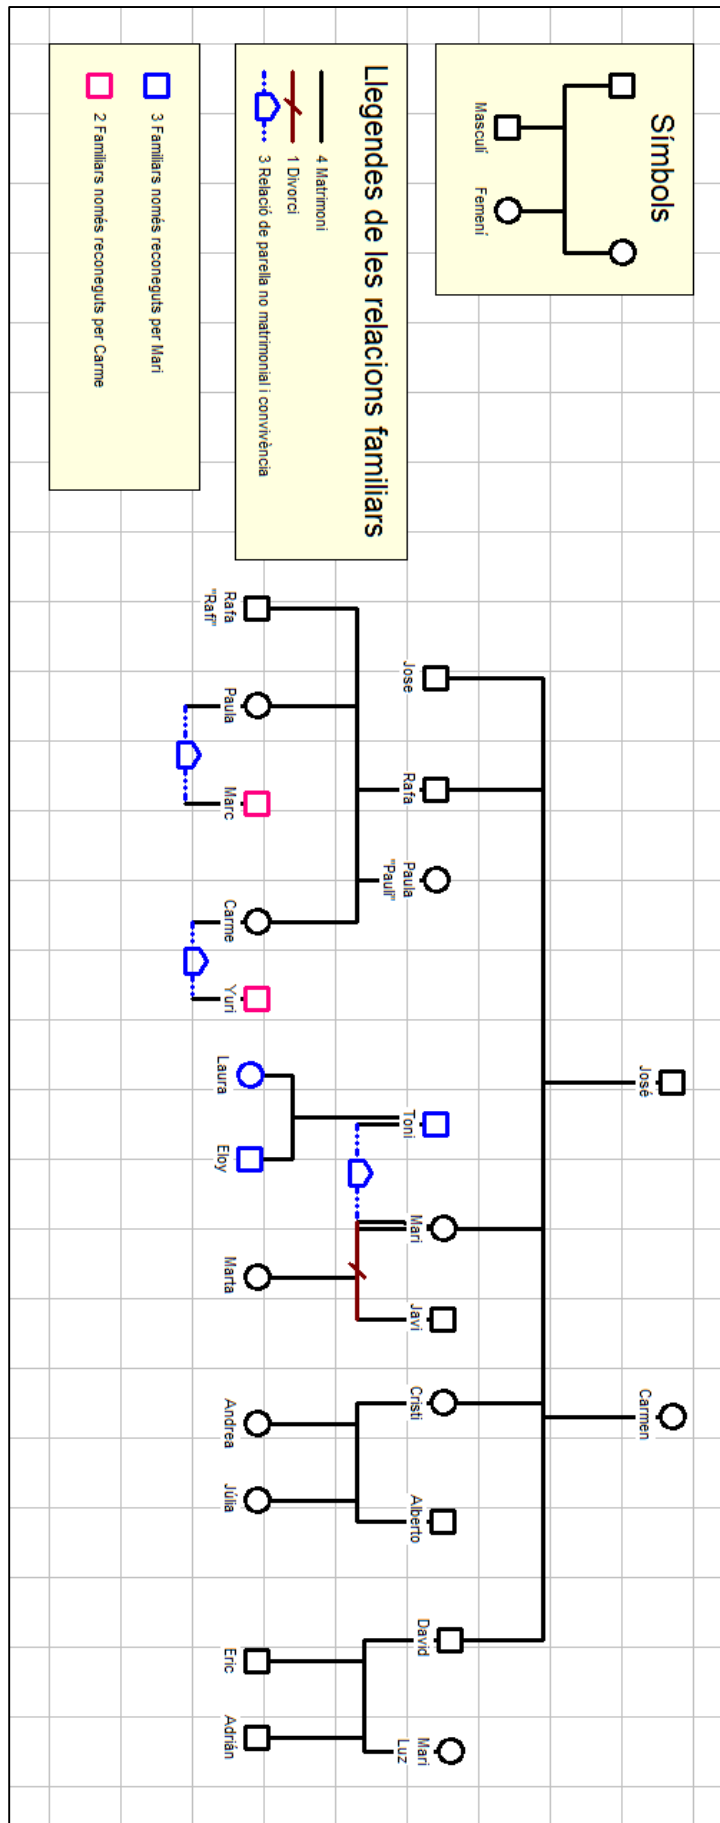 Símbols
Masculí
Femení
Llegendes de les relacions familiars
4 Matrimoni
1 Divorci
3 Relació de parella no matrimonial i convivència
3 Familiars només reconeguts per Mari
2 Familiars només reconeguts per Carme
José
Carmen
Jose
Rafa
Paula
"Pauli"
Toni
Mari
Javi
Cristi
Alberto
David
Mari
Luz
Rafa
"Rafi"
Paula
Marc
Carme
Yuri
Laura
Eloy
Marta
Andrea
Júlia
Eric
Adrián